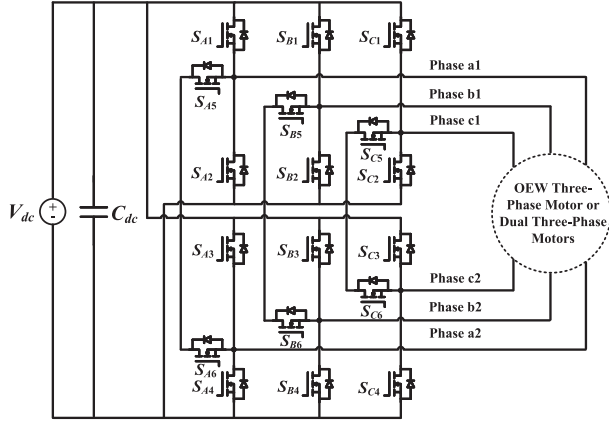 S_A1 S_B1 S_C1
Phase a1
S_A5
Phase b1
S_B5
Phase c1
S_C5
S_A2 S_B2 S_C2
V_dc + - C_dc
OEW Three-
Phase Motor or
Dual Three-Phase
Motors
S_A3 S_B3 S_C3
Phase c2
S_C6
Phase b2
S_B6
Phase a2
S_A6
S_A4 S_B4 S_C4